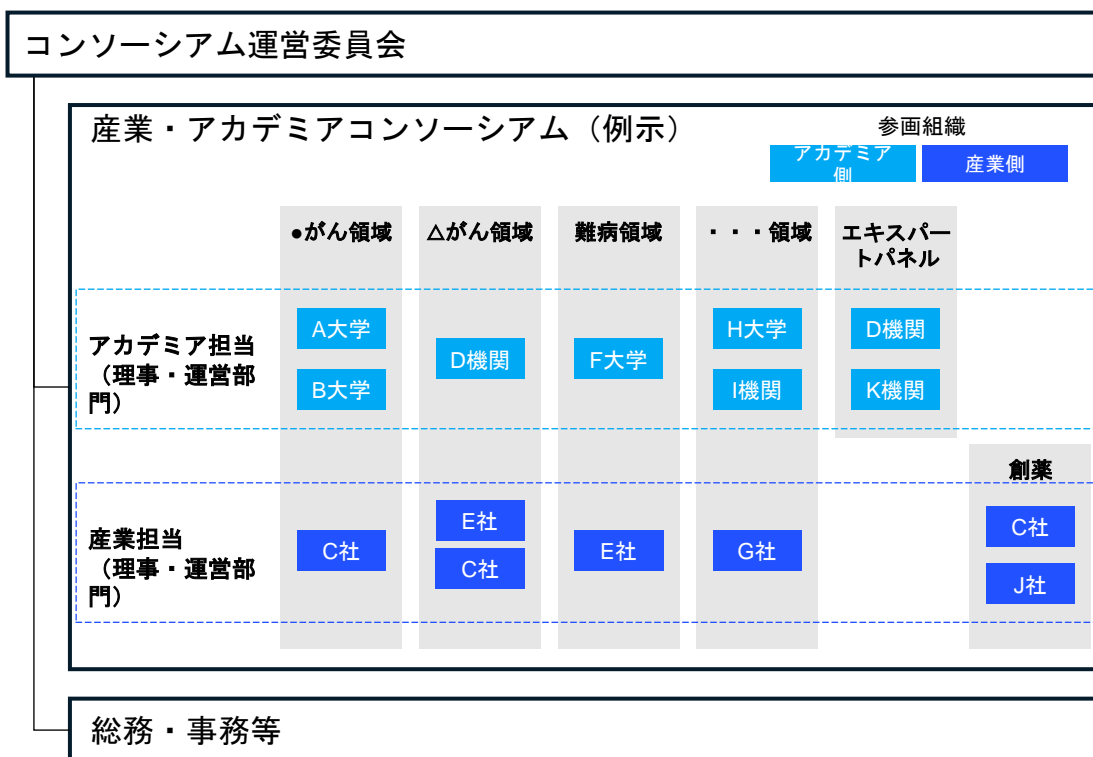 コンソーシアム運営委員会
産業・アカデミアコンソーシアム（例示）
参画組織
アカデミア
側
産業側
●がん領域
△がん領域
難病領域
・・・領域
エキスパー
トパネル
アカデミア担当
（理事・運営部
門）
A大学
B大学
D機関
F大学
H大学
I機関
D機関
K機関
創薬
産業担当
（理事・運営部
門）
C社
E社
C社
E社
G社
C社
J社
総務・事務等